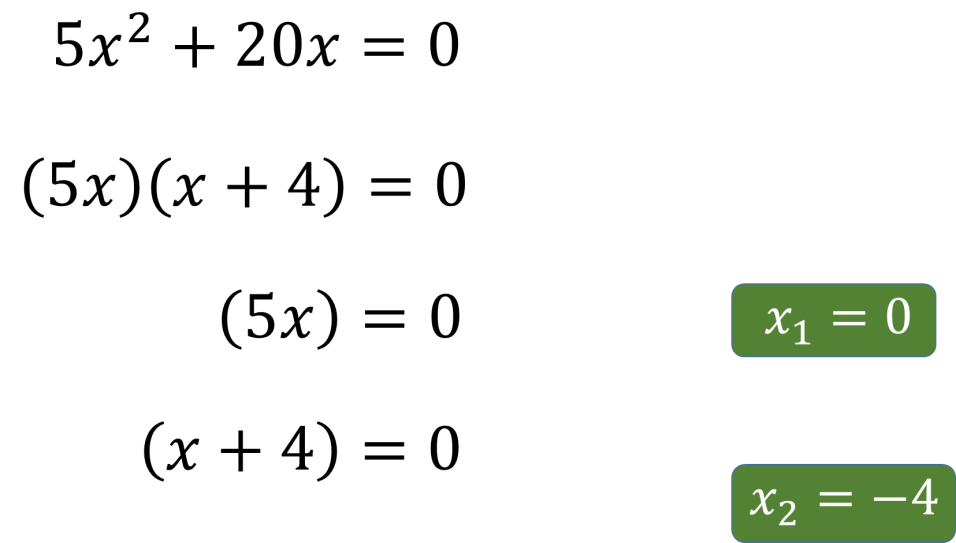 5x² + 20x = 0
(5x)(x + 4) = 0
(5x) = 0
x₁ = 0
(x + 4) = 0
x₂ = −4